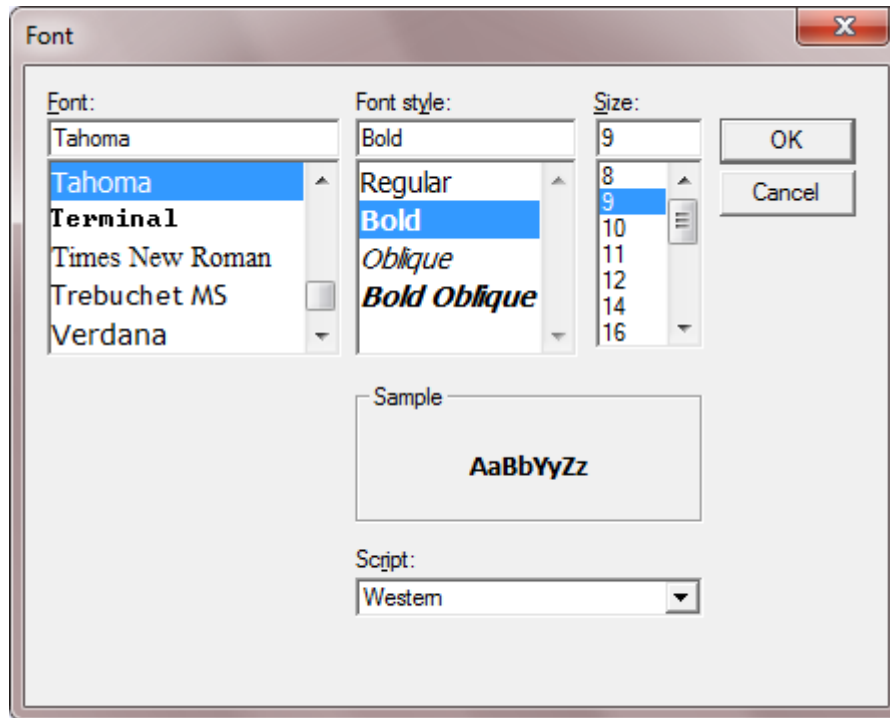 Font
Font:
Tahoma
Tahoma
Terminal
Times New Roman
Trebuchet MS
Verdana
Font style:
Bold
Regular
Bold
Oblique
Bold Oblique
Size:
9
8
9
10
11
12
14
16
OK
Cancel
Sample
AaBbYyZz
Script:
Western